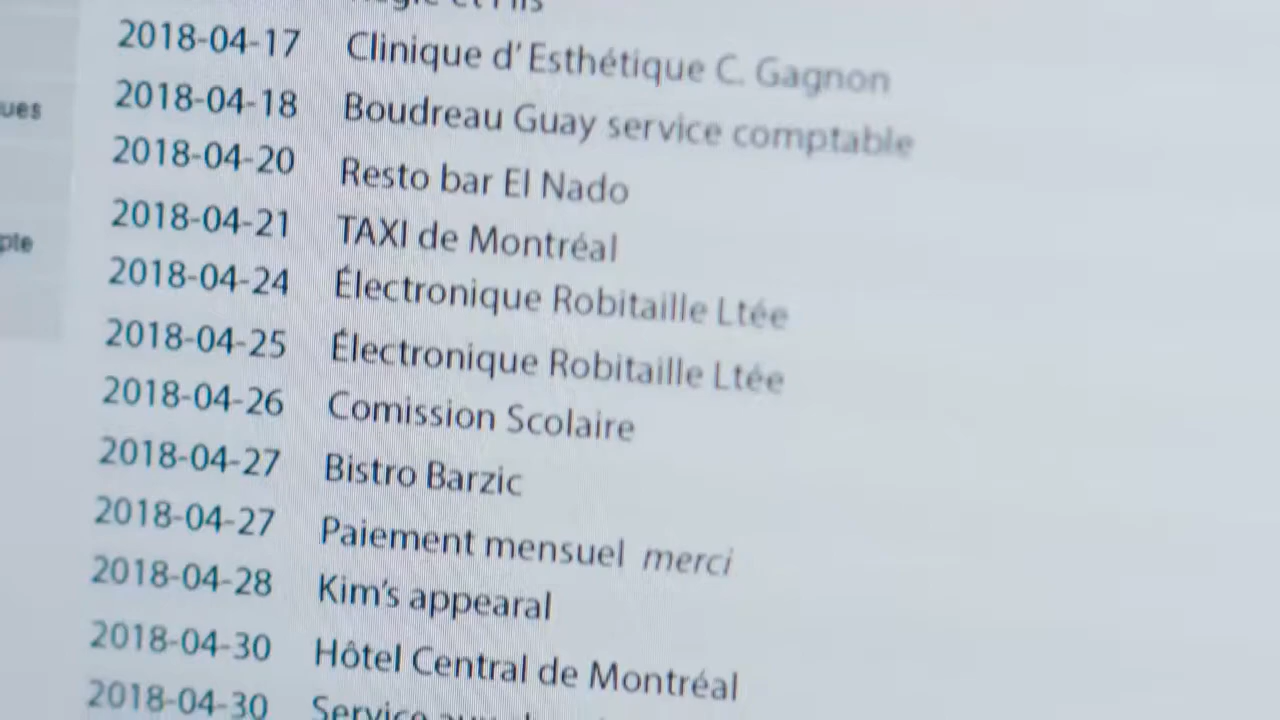 et Fils
2018-04-17 Clinique d'Esthétique C. Gagnon
2018-04-18 Boudreau Guay service comptable
2018-04-20 Resto bar El Nado
2018-04-21 TAXI de Montréal
2018-04-24 Électronique Robitaille Ltée
2018-04-25 Électronique Robitaille Ltée
2018-04-26 Comission Scolaire
2018-04-27 Bistro Barzic
2018-04-27 Paiement mensuel merci
2018-04-28 Kim's appearal
2018-04-30 Hôtel Central de Montréal
2018-04-30 Service